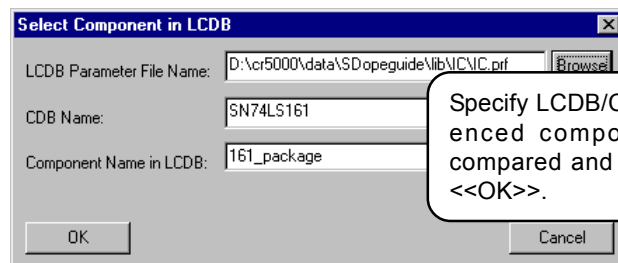 Select Component in LCDB
LCDB Parameter File Name: D:\cr5000\data\SDopeguide\lib\IC\IC.prf Browse
CDB Name: SN74LS161
Component Name in LCDB: 161_package
Specify LCDB/
enced compo
compared and
<<OK>>.
OK Cancel